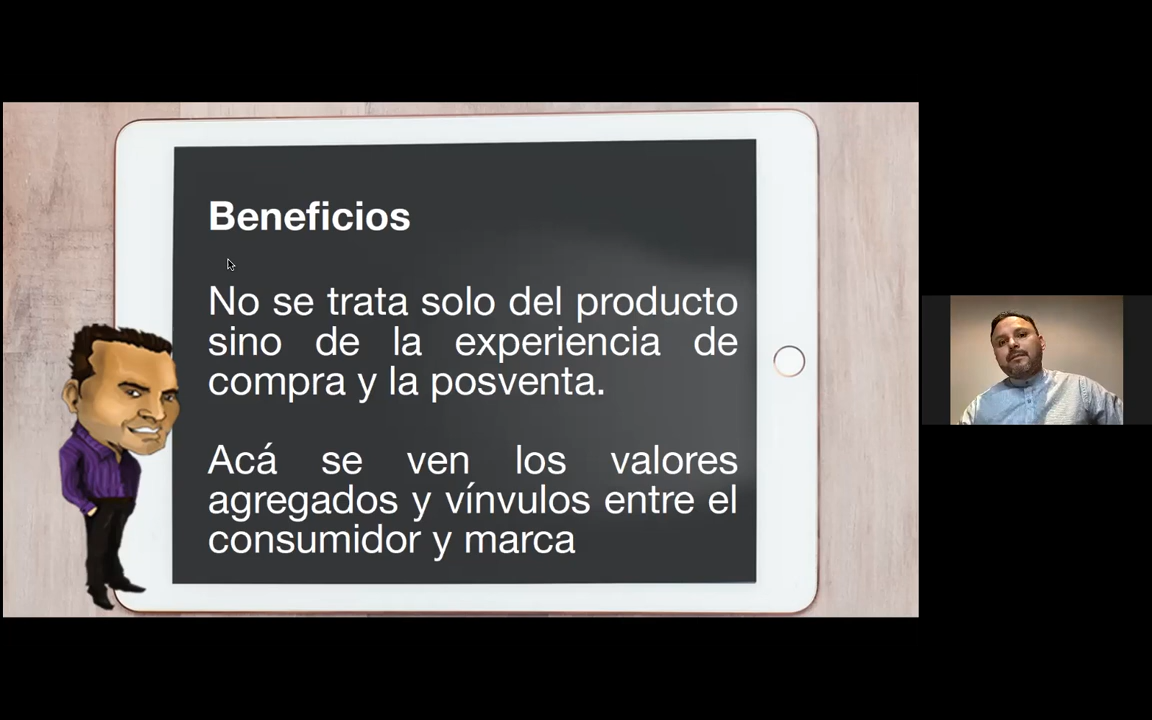 Beneficios
No se trata solo del producto
sino de la experiencia de
compra y la posventa.
Acá se ven los valores
agregados y vínvulos entre el
consumidor y marca